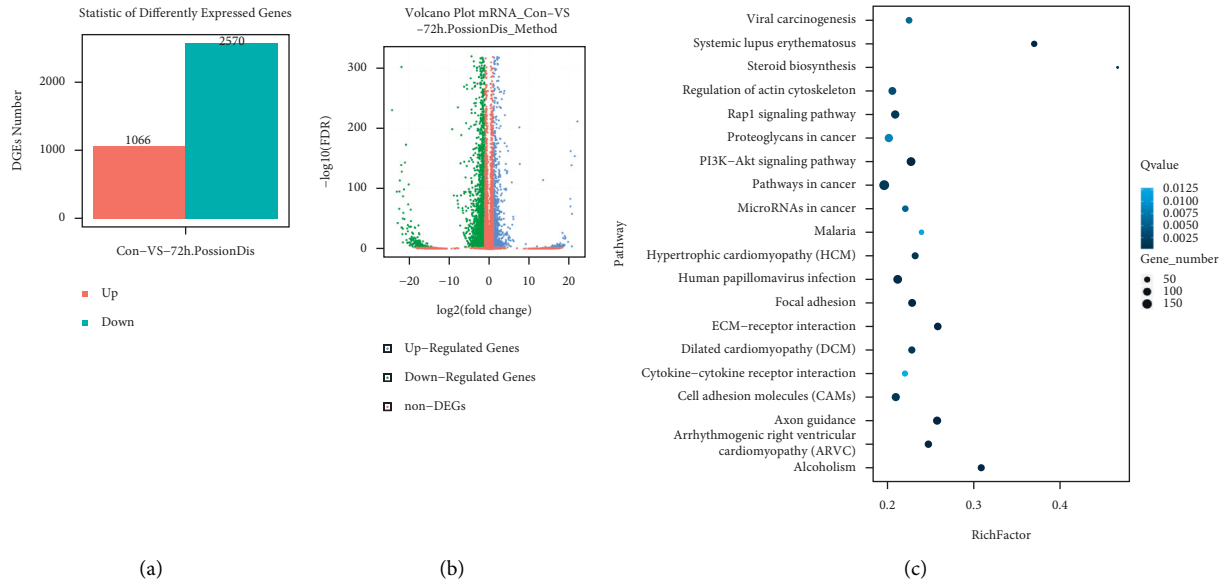 Statistic of Differently Expressed Genes
2570
2000
1066
1000
0
DGEs Number
Con−VS−72h.PossionDis
Up
Down
(a)
Volcano Plot mRNA_Con−VS
−72h.PossionDis_Method
300
200
100
0
−log10(FDR)
−20
−10
0
10
20
log2(fold change)
Up−Regulated Genes
Down−Regulated Genes
non−DEGs
(b)
Viral carcinogenesis
Systemic lupus erythematosus
Steroid biosynthesis
Regulation of actin cytoskeleton
Rap1 signaling pathway
Proteoglycans in cancer
PI3K−Akt signaling pathway
Pathways in cancer
MicroRNAs in cancer
Malaria
Hypertrophic cardiomyopathy (HCM)
Human papillomavirus infection
Focal adhesion
ECM−receptor interaction
Dilated cardiomyopathy (DCM)
Cytokine−cytokine receptor interaction
Cell adhesion molecules (CAMs)
Axon guidance
Arrhythmogenic right ventricular
cardiomyopathy (ARVC)
Alcoholism
Pathway
0.2
0.3
0.4
RichFactor
Qvalue
0.0125
0.0100
0.0075
0.0050
0.0025
Gene_number
50
100
150
(c)